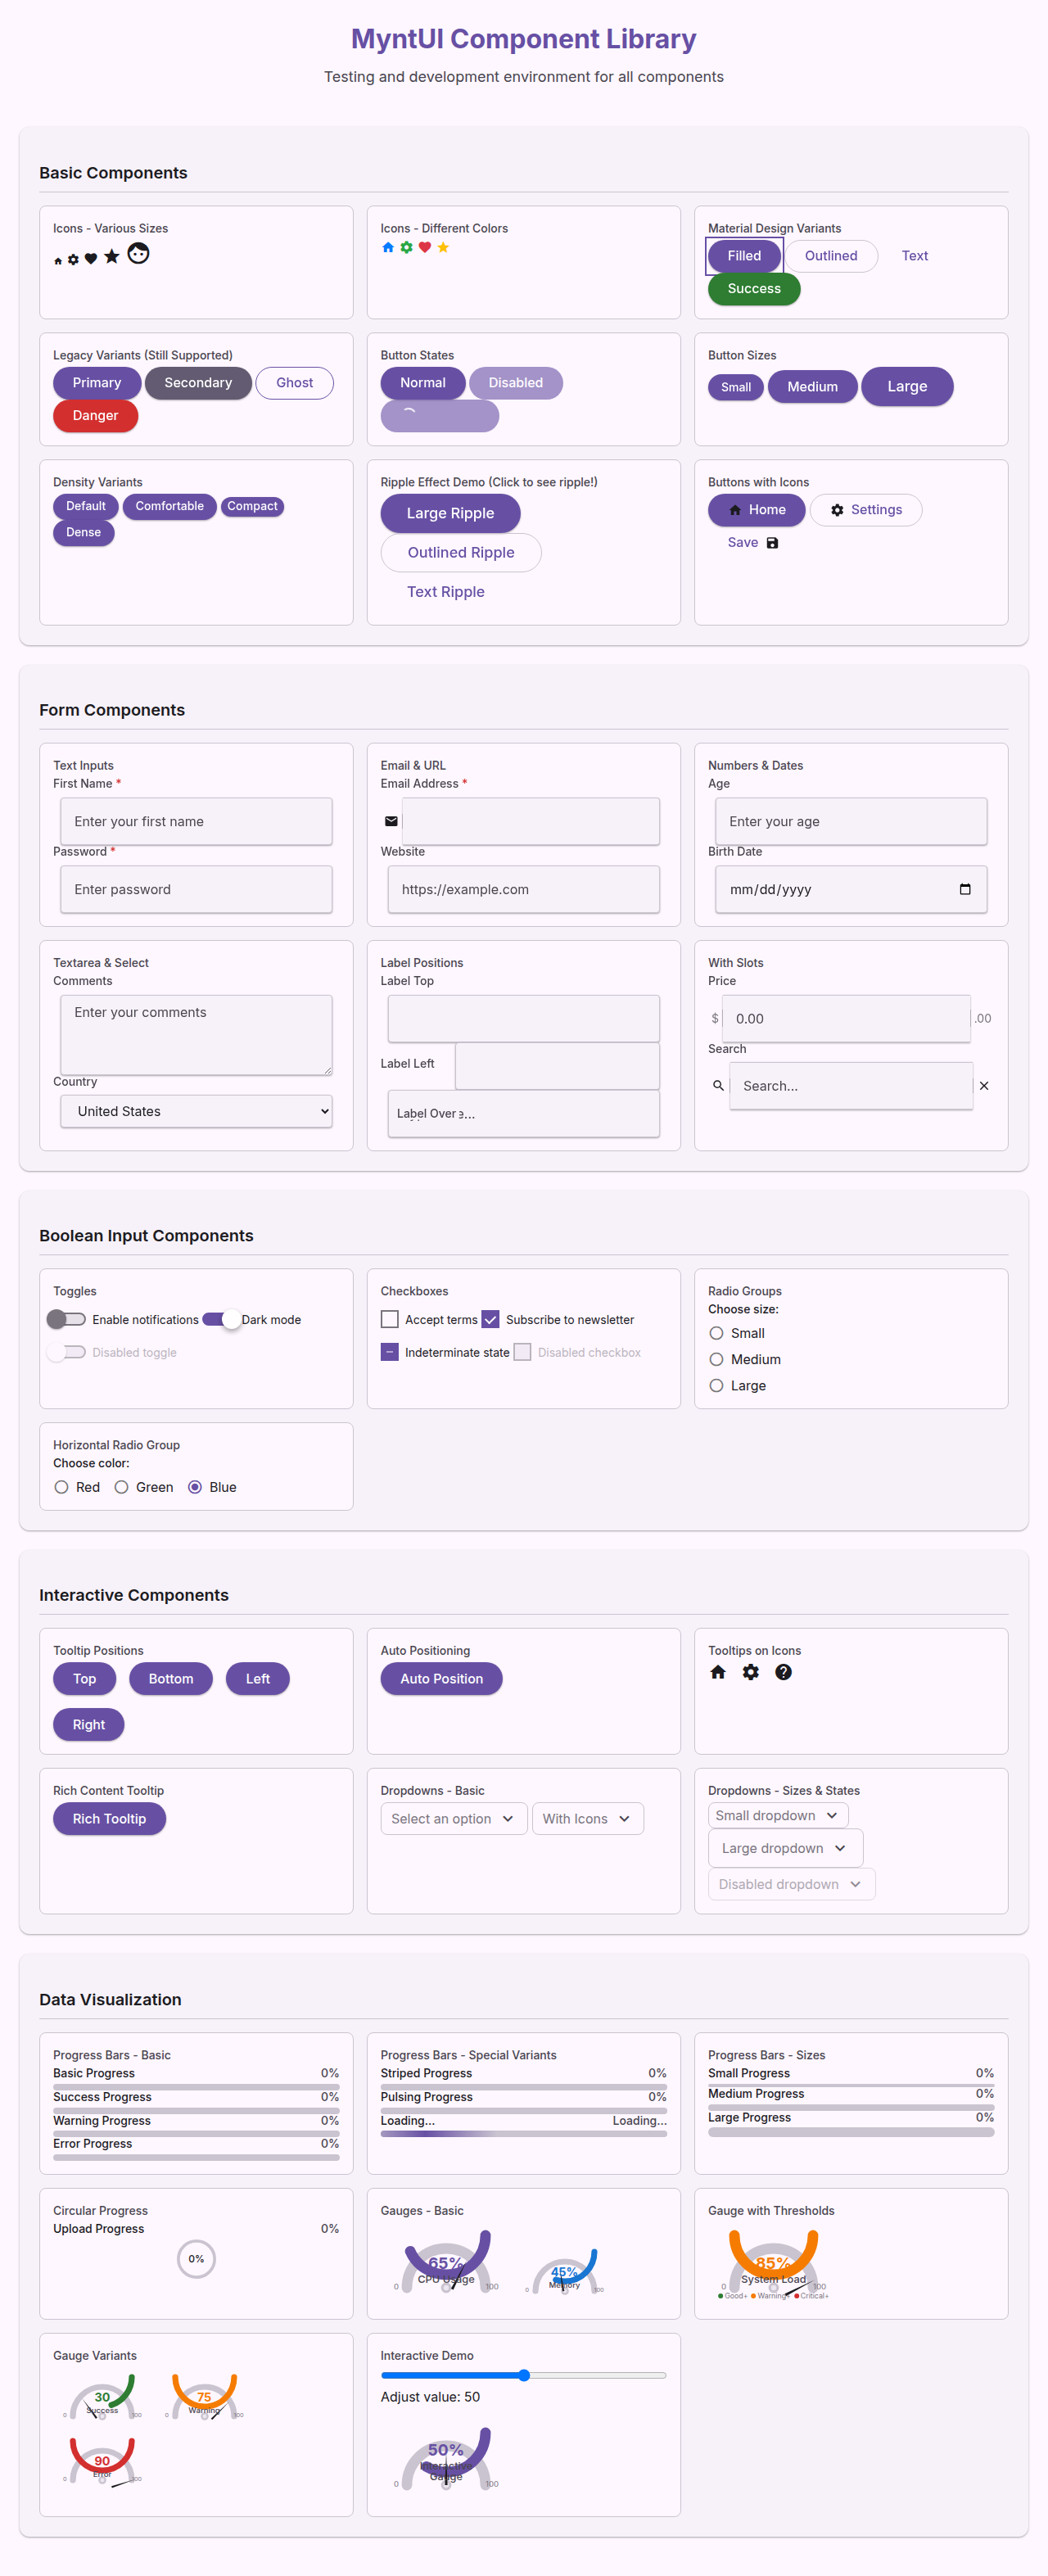 MyntUI Component Library
Testing and development environment for all components
Basic Components
Icons - Various Sizes
Icons - Different Colors
Material Design Variants
Filled
Outlined
Text
Success
Legacy Variants (Still Supported)
Primary
Secondary
Ghost
Danger
Button States
Normal
Disabled
Button Sizes
Small
Medium
Large
Density Variants
Default
Comfortable
Compact
Dense
Ripple Effect Demo (Click to see ripple!)
Large Ripple
Outlined Ripple
Text Ripple
Buttons with Icons
Home
Settings
Save
Form Components
Text Inputs
First Name *
Enter your first name
Password *
Enter password
Email & URL
Email Address *
Website
https://example.com
Numbers & Dates
Age
Enter your age
Birth Date
mm/dd/yyyy
Textarea & Select
Comments
Enter your comments
Country
United States
Label Positions
Label Top
Label Left
Label Over
With Slots
Price
$ 0.00 .00
Search
Search...
Boolean Input Components
Toggles
Enable notifications
Dark mode
Disabled toggle
Checkboxes
Accept terms
Subscribe to newsletter
Indeterminate state
Disabled checkbox
Radio Groups
Choose size:
Small
Medium
Large
Horizontal Radio Group
Choose color:
Red
Green
Blue
Interactive Components
Tooltip Positions
Top
Bottom
Left
Right
Auto Positioning
Auto Position
Tooltips on Icons
Rich Content Tooltip
Rich Tooltip
Dropdowns - Basic
Select an option
With Icons
Dropdowns - Sizes & States
Small dropdown
Large dropdown
Disabled dropdown
Data Visualization
Progress Bars - Basic
Basic Progress 0%
Success Progress 0%
Warning Progress 0%
Error Progress 0%
Progress Bars - Special Variants
Striped Progress 0%
Pulsing Progress 0%
Loading... Loading...
Progress Bars - Sizes
Small Progress 0%
Medium Progress 0%
Large Progress 0%
Circular Progress
Upload Progress 0%
0%
Gauges - Basic
65%
CPU Usage
0 100
45%
Memory
0 100
Gauge with Thresholds
85%
System Load
0 100
Good+ Warning+ Critical+
Gauge Variants
30
Success
0 100
75
Warning
0 100
90
Error
0 100
Interactive Demo
Adjust value: 50
50%
Interactive
Gauge
0 100